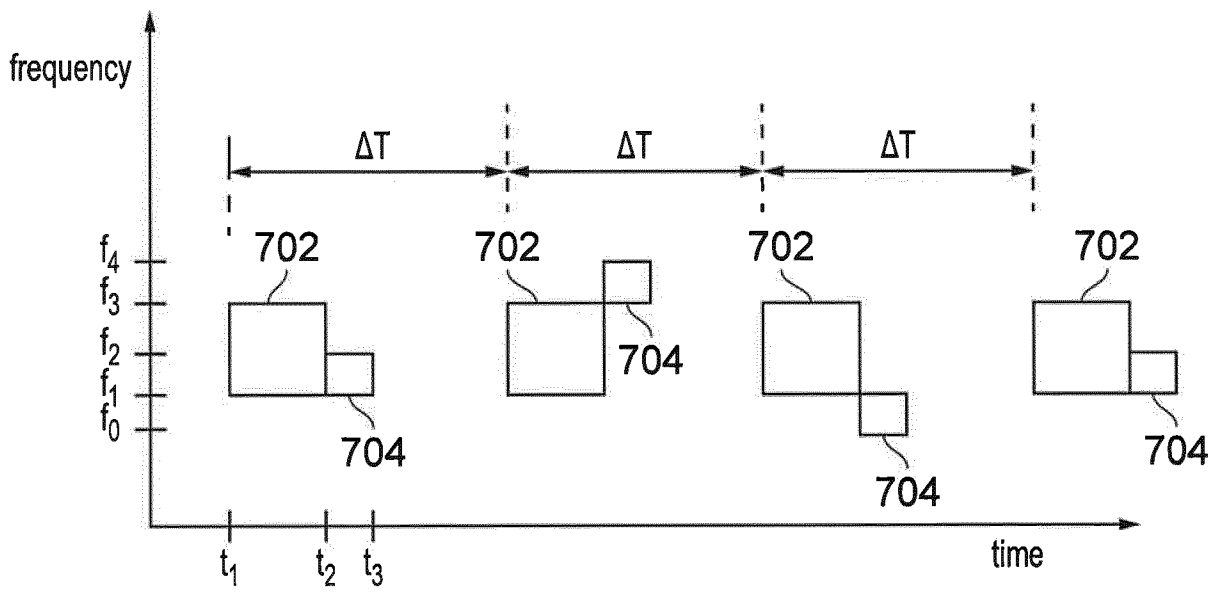 frequency
ΔT ΔT ΔT
702 702 702 702
f4
f3
f2
f1
f0
704 704 704 704
t1 t2 t3
time